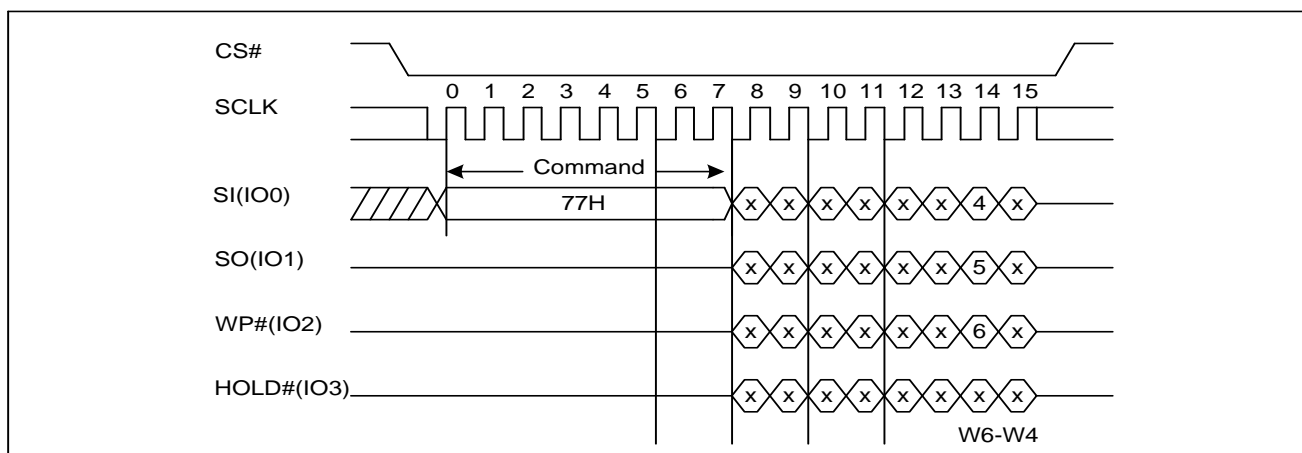 CS#
SCLK 0 1 2 3 4 5 6 7 8 9 10 11 12 13 14 15
Command
SI(IO0) 77H x x x x x x 4 x
SO(IO1) x x x x x x 5 x
WP#(IO2) x x x x x x 6 x
HOLD#(IO3) x x x x x x x x
W6-W4